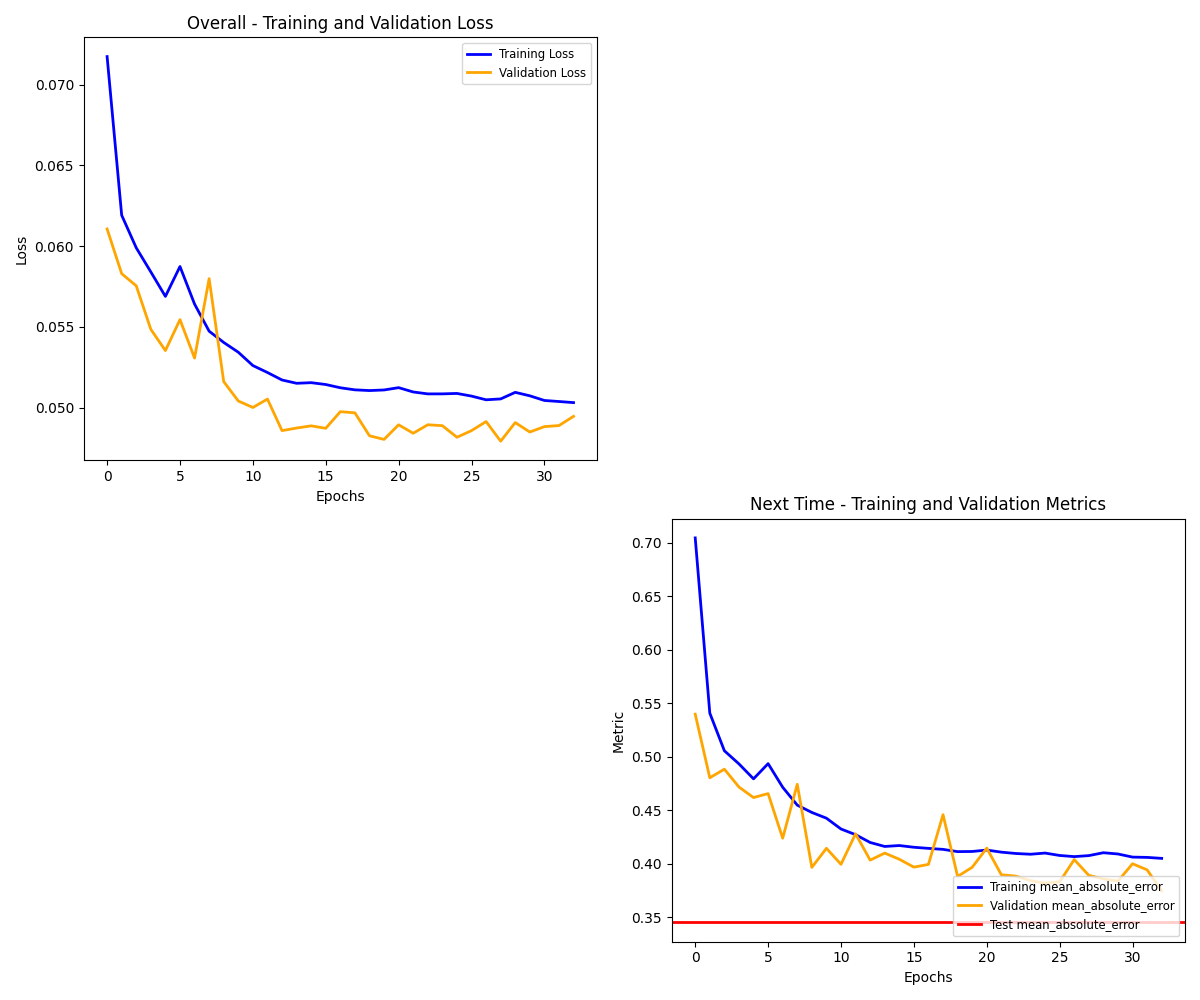 Overall - Training and Validation Loss
Training Loss
Validation Loss
0.070
0.065
0.060
0.055
0.050
Loss
0 5 10 15 20 25 30
Epochs
Next Time - Training and Validation Metrics
0.70
0.65
0.60
0.55
0.50
0.45
0.40
0.35
Metric
Training mean_absolute_error
Validation mean_absolute_error
Test mean_absolute_error
0 5 10 15 20 25 30
Epochs